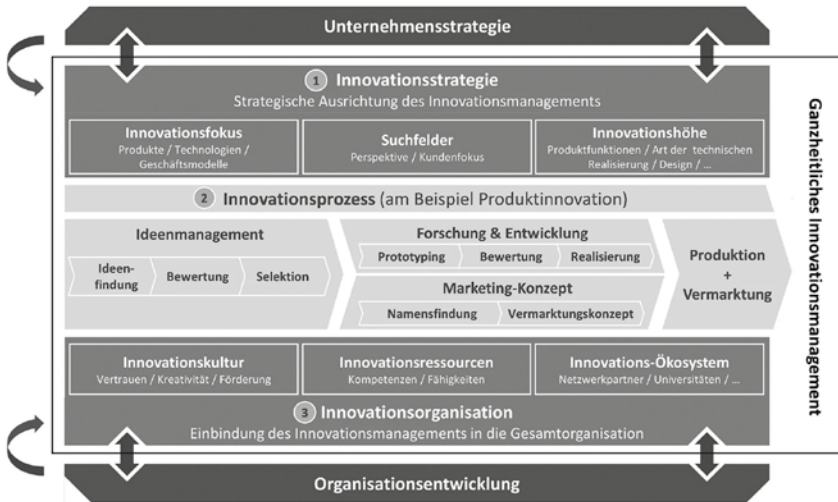 Unternehmensstrategie
1 Innovationsstrategie
Strategische Ausrichtung des Innovationsmanagements
Innovationsfokus
Produkte / Technologien /
Geschäftsmodelle
Suchfelder
Perspektive / Kundenfokus
Innovationshöhe
Produktfunktionen / Art der technischen
Realisierung / Design / ...
2 Innovationsprozess (am Beispiel Produktinnovation)
Ideenmanagement
Ideen-
findung
Bewertung
Selektion
Forschung & Entwicklung
Prototyping
Bewertung
Realisierung
Marketing-Konzept
Namensfindung
Vermarktungskonzept
Produktion
+
Vermarktung
Innovationskultur
Vertrauen / Kreativität / Förderung
Innovationsressourcen
Kompetenzen / Fähigkeiten
Innovations-Ökosystem
Netzwerkpartner / Universitäten / ...
3 Innovationsorganisation
Einbindung des Innovationsmanagements in die Gesamtorganisation
Organisationsentwicklung
Ganzheitliches Innovationsmanagement